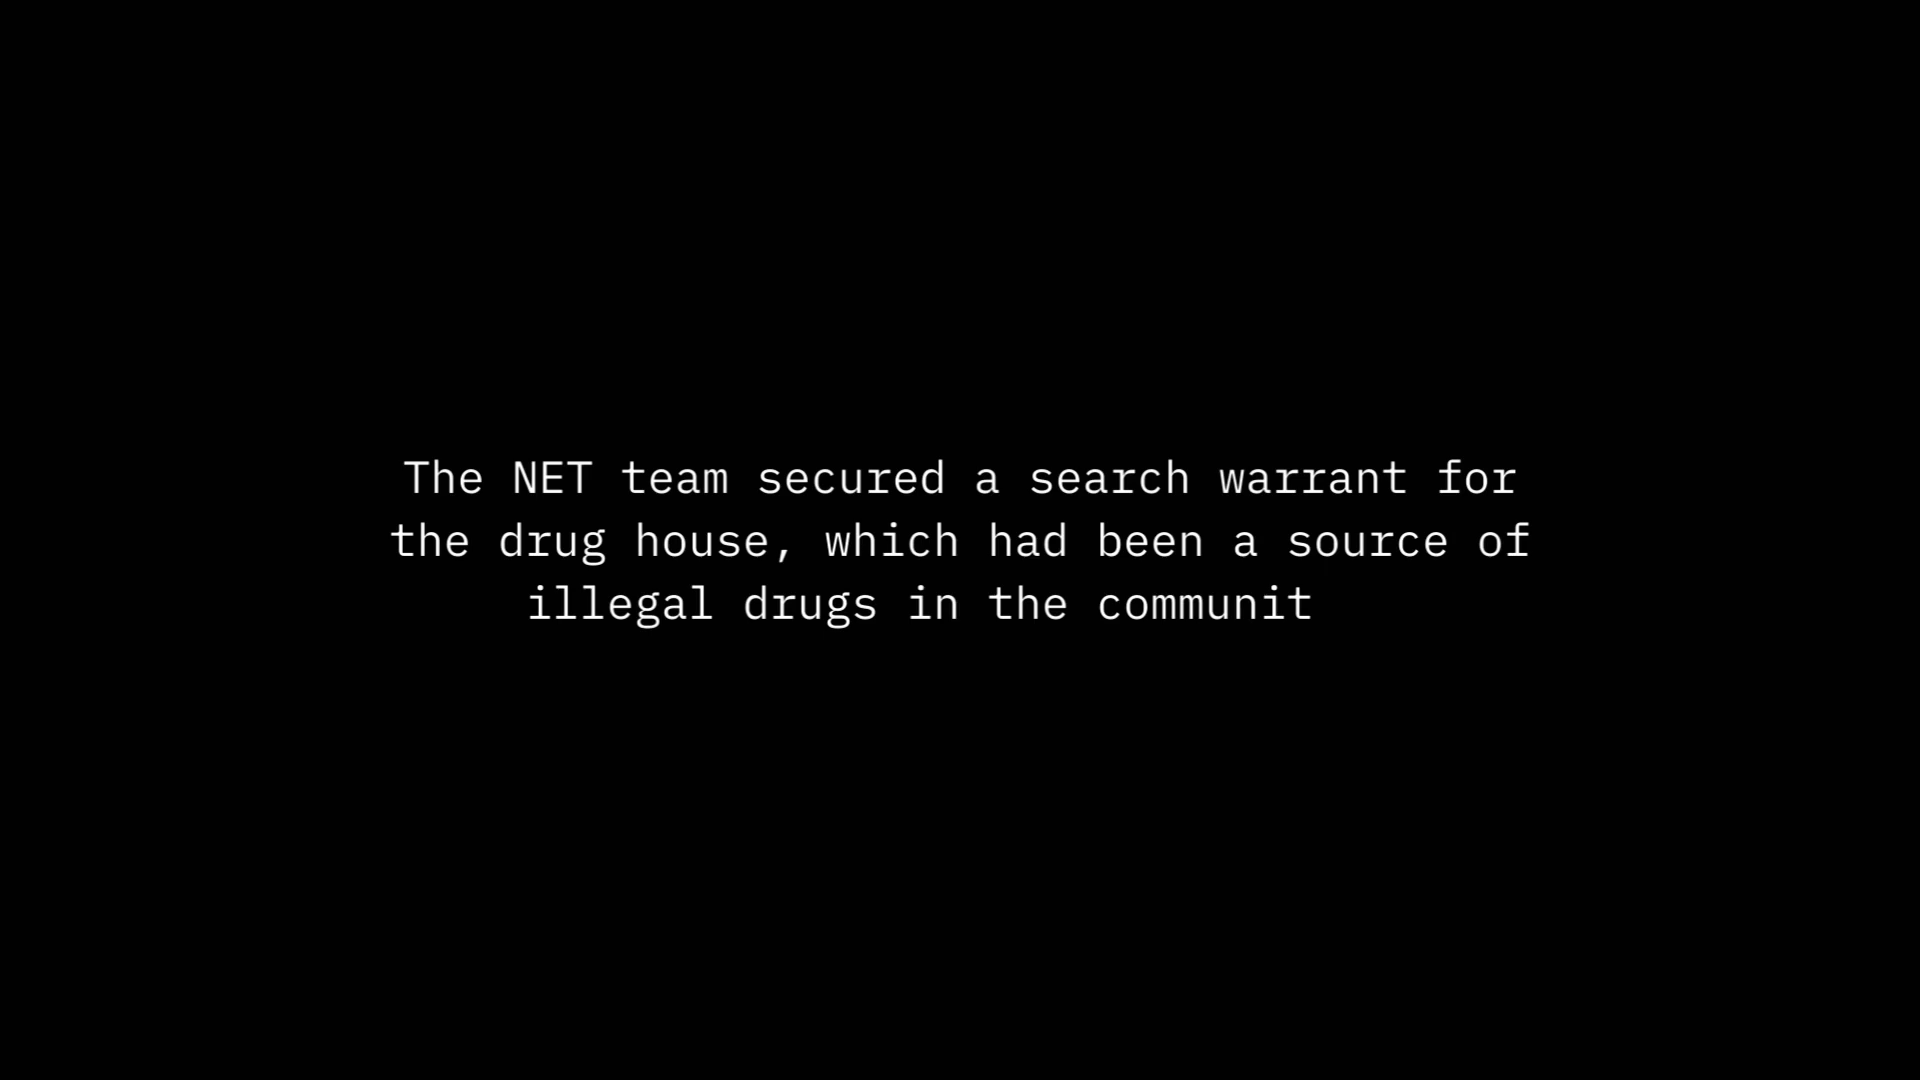 The NET team secured a search warrant for
the drug house, which had been a source of
illegal drugs in the communit